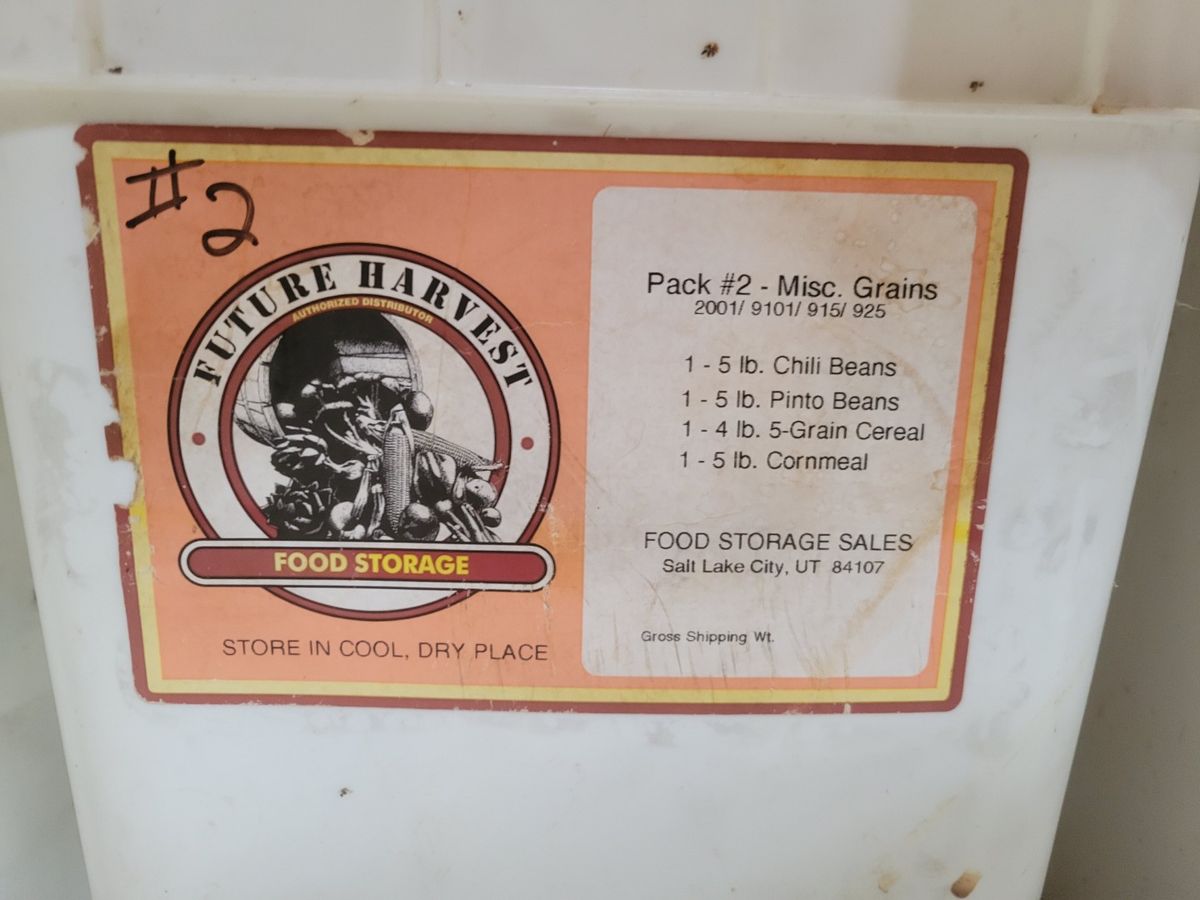 #2
FUTURE HARVEST
AUTHORIZED DISTRIBUTOR
FOOD STORAGE
STORE IN COOL, DRY PLACE
Pack #2 - Misc. Grains
2001/ 9101/ 915/ 925
1 - 5 lb. Chili Beans
1 - 5 lb. Pinto Beans
1 - 4 lb. 5-Grain Cereal
1 - 5 lb. Cornmeal
FOOD STORAGE SALES
Salt Lake City, UT 84107
Gross Shipping Wt.